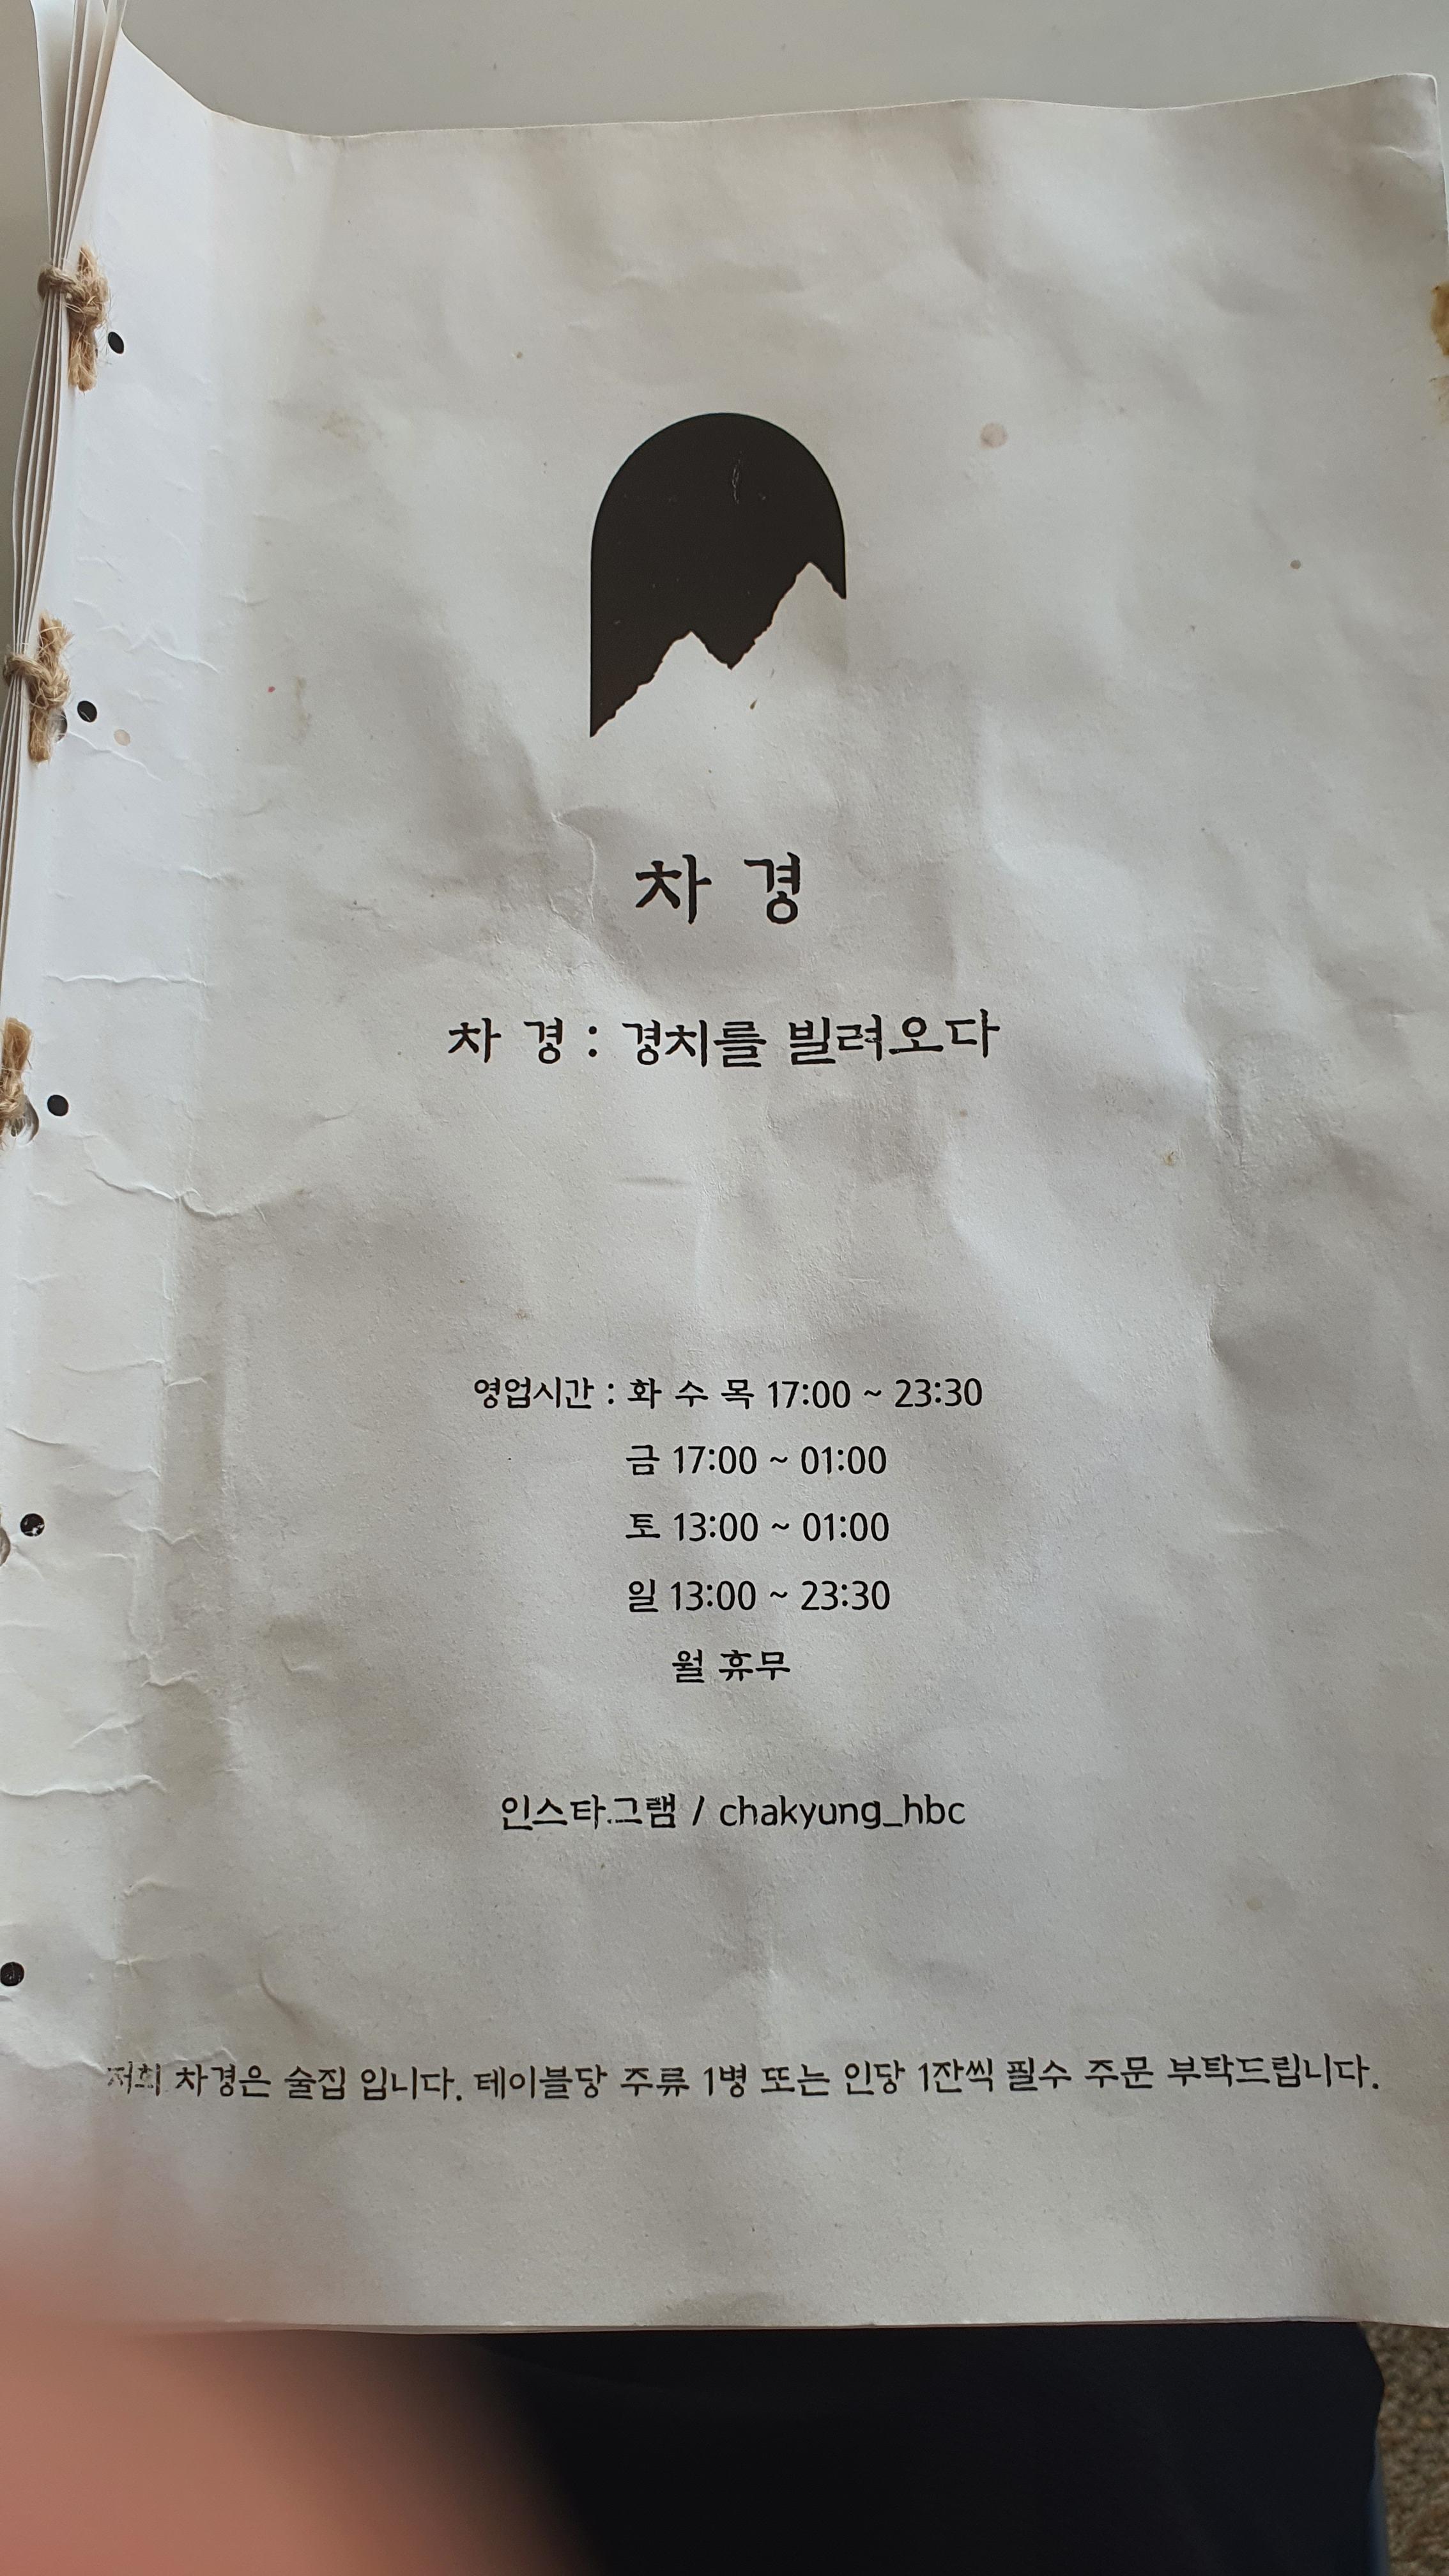 차 경
차 경 : 경치를 빌려오다
영업시간 : 화 수 목 17:00 ~ 23:30
금 17:00 ~ 01:00
토 13:00 ~ 01:00
일 13:00 ~ 23:30
월 휴무
인스타그램 / chakyung_hbc
저희 차경은 술집 입니다. 테이블당 주류 1병 또는 인당 1잔씩 필수 주문 부탁드립니다.